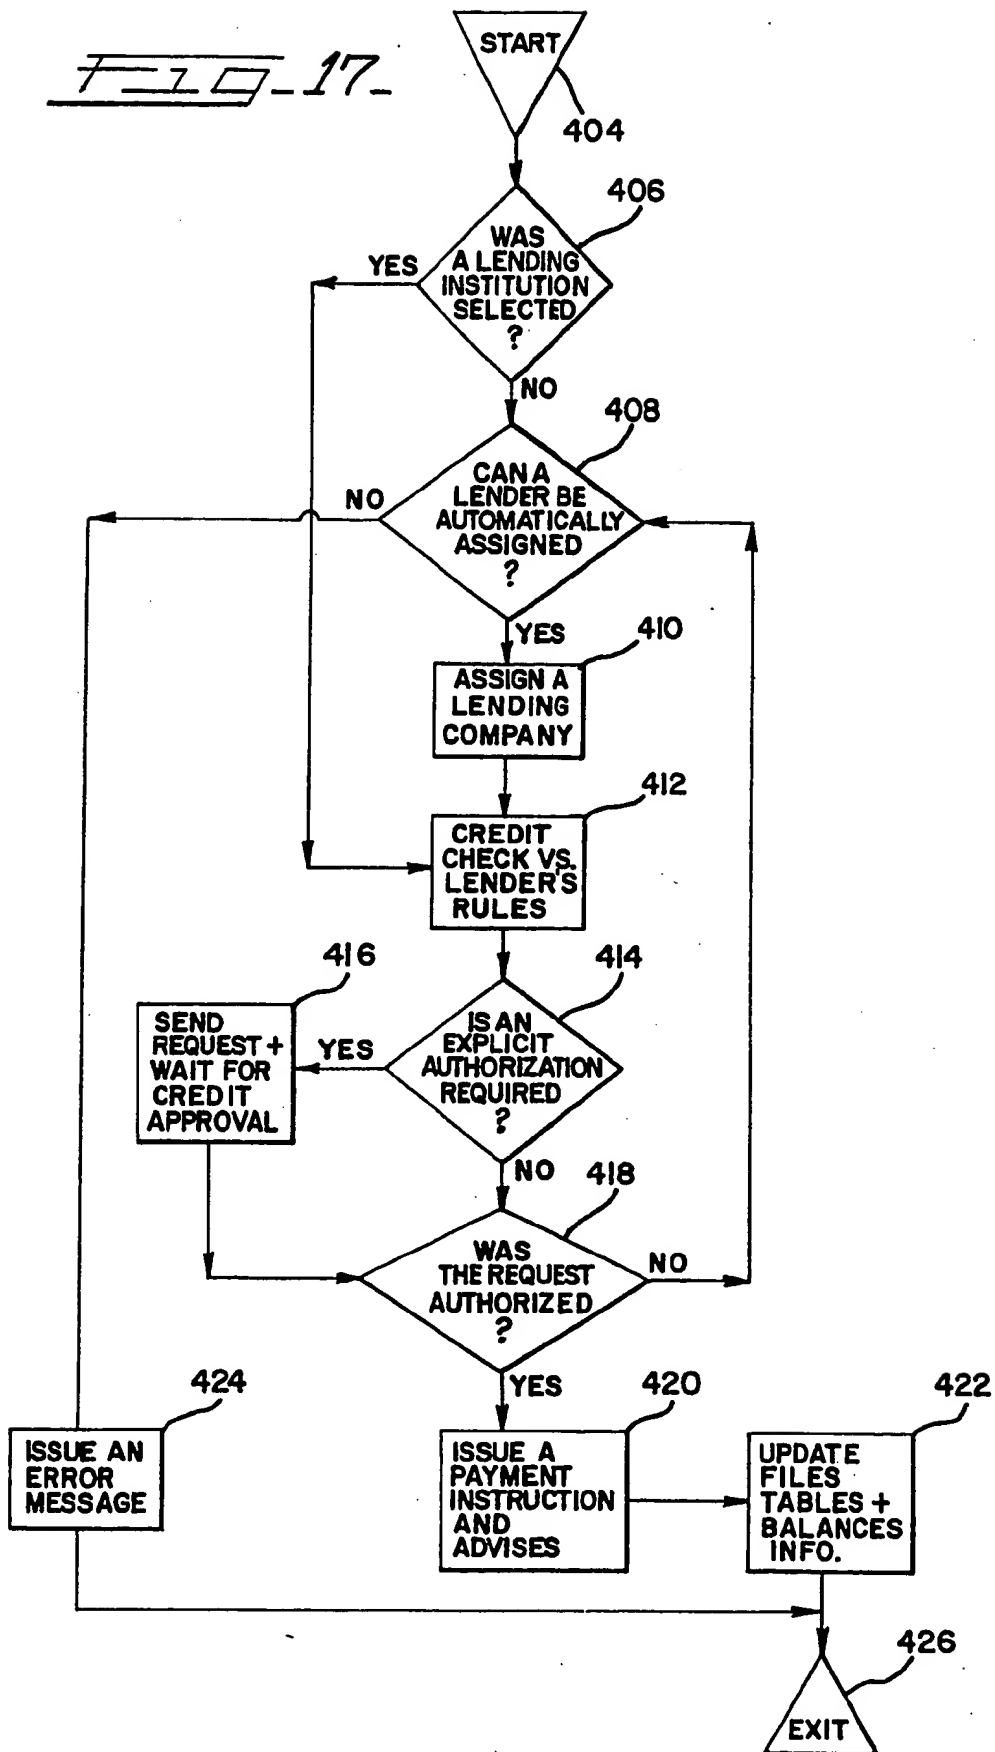 Fig-17-
START
404
406
WAS
A LENDING
INSTITUTION
SELECTED
?
YES
NO
408
CAN A
LENDER BE
AUTOMATICALLY
ASSIGNED
?
NO
YES
410
ASSIGN A
LENDING
COMPANY
412
CREDIT
CHECK VS.
LENDER'S
RULES
414
IS AN
EXPLICIT
AUTHORIZATION
REQUIRED
?
YES
416
SEND
REQUEST +
WAIT FOR
CREDIT
APPROVAL
NO
418
WAS
THE REQUEST
AUTHORIZED
?
NO
YES
424
ISSUE AN
ERROR
MESSAGE
420
ISSUE A
PAYMENT
INSTRUCTION
AND
ADVISES
422
UPDATE
FILES
TABLES +
BALANCES
INFO.
426
EXIT